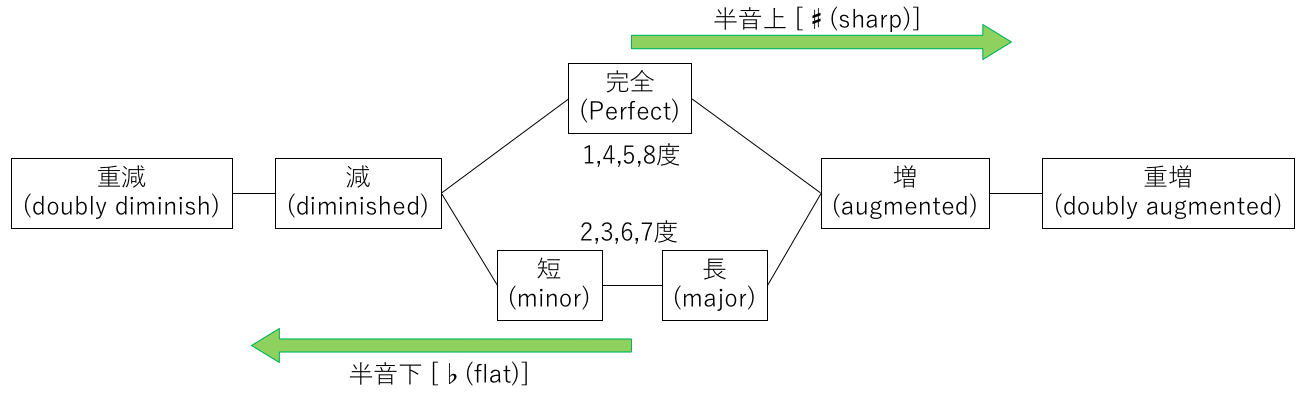 半音上 [♯(sharp)]
完全
(Perfect)
1,4,5,8度
重減
(doubly diminish)
減
(diminished)
増
(augmented)
重増
(doubly augmented)
2,3,6,7度
短
(minor)
長
(major)
半音下 [♭(flat)]